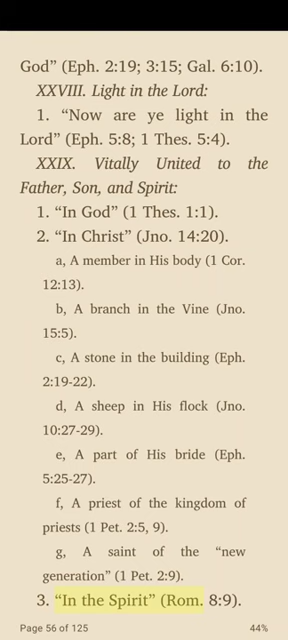 God” (Eph. 2:19; 3:15; Gal. 6:10).
XXVIII. Light in the Lord:
1. “Now are ye light in the
Lord” (Eph. 5:8; 1 Thes. 5:4).
XXIX. Vitally United to the
Father, Son, and Spirit:
1. “In God” (1 Thes. 1:1).
2. “In Christ” (Jno. 14:20).
a, A member in His body (1 Cor.
12:13).
b, A branch in the Vine (Jno.
15:5).
c, A stone in the building (Eph.
2:19-22).
d, A sheep in His flock (Jno.
10:27-29).
e, A part of His bride (Eph.
5:25-27).
f, A priest of the kingdom of
priests (1 Pet. 2:5, 9).
g, A saint of the “new
generation” (1 Pet. 2:9).
3. “In the Spirit” (Rom. 8:9).
Page 56 of 125 44%